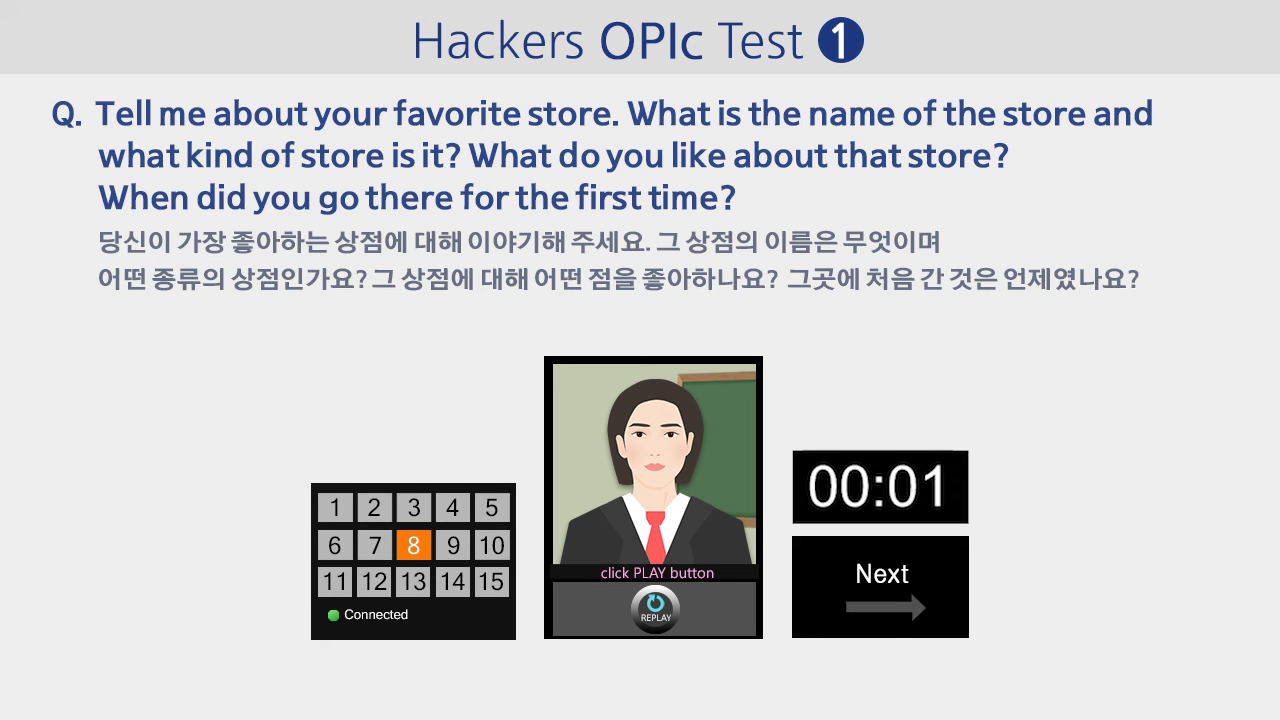 Hackers OPIc Test 1
Q. Tell me about your favorite store. What is the name of the store and
what kind of store is it? What do you like about that store?
When did you go there for the first time?
당신이 가장 좋아하는 상점에 대해 이야기해 주세요. 그 상점의 이름은 무엇이며
어떤 종류의 상점인가요? 그 상점에 대해 어떤 점을 좋아하나요? 그곳에 처음 간 것은 언제였나요?
1 2 3 4 5
6 7 8 9 10
11 12 13 14 15
Connected
click PLAY button
REPLAY
00:01
Next